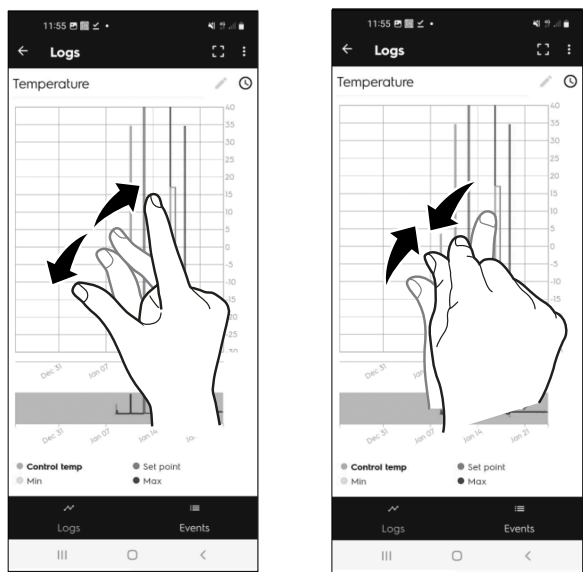 11:55
Logs
Temperature
40
35
30
25
20
15
10
5
0
-5
-10
-15
-20
-25
Dec 31
Jan 07
Dec 31
Jan 07
Jan 14
Control temp
Set point
Min
Max
Logs
Events
11:55
Logs
Temperature
40
35
30
25
20
15
10
5
0
-5
-10
-15
-20
-25
Dec 31
Dec 31
Jan 07
Jan 14
Jan 21
Control temp
Set point
Min
Max
Logs
Events